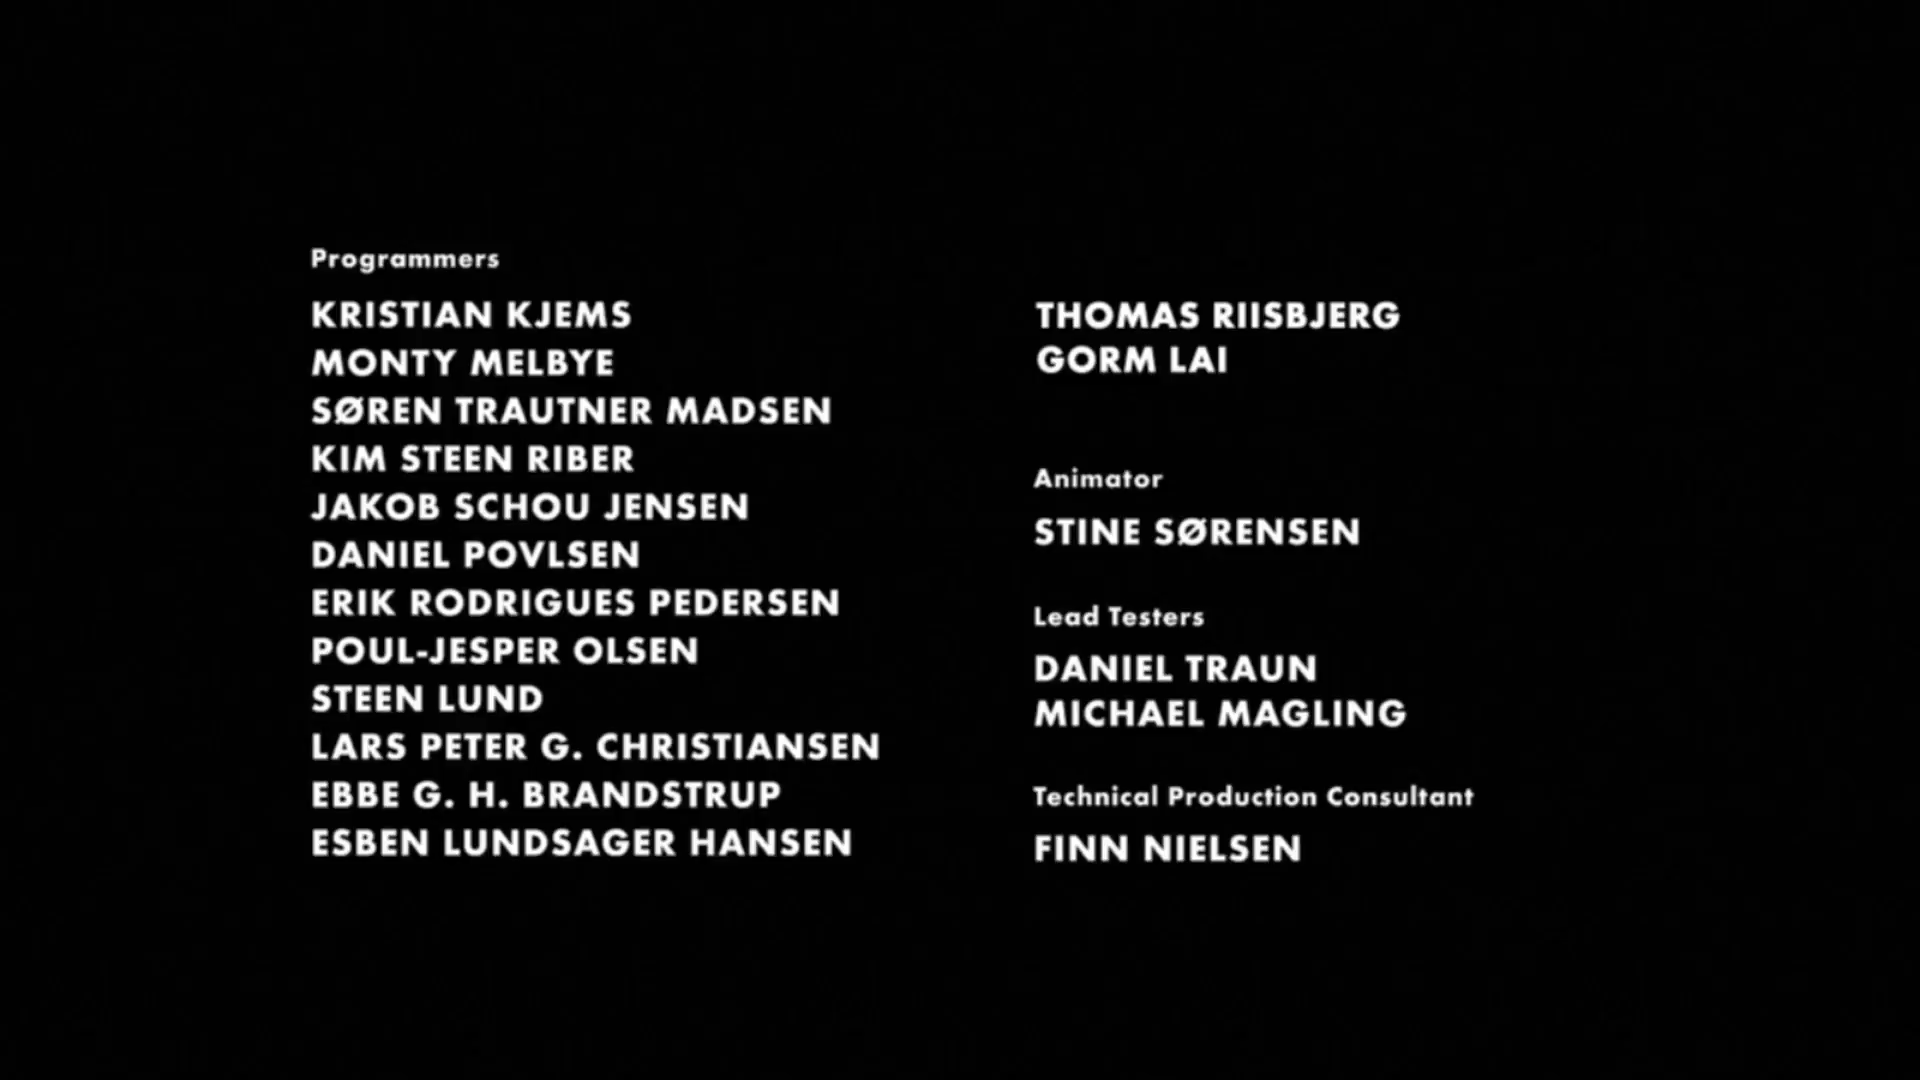 Programmers
KRISTIAN KJEMS
MONTY MELBYE
SØREN TRAUTNER MADSEN
KIM STEEN RIBER
JAKOB SCHOU JENSEN
DANIEL POVLSEN
ERIK RODRIGUES PEDERSEN
POUL-JESPER OLSEN
STEEN LUND
LARS PETER G. CHRISTIANSEN
EBBE G. H. BRANDSTRUP
ESBEN LUNDSAGER HANSEN
THOMAS RIISBJERG
GORM LAI
Animator
STINE SØRENSEN
Lead Testers
DANIEL TRAUN
MICHAEL MAGLING
Technical Production Consultant
FINN NIELSEN